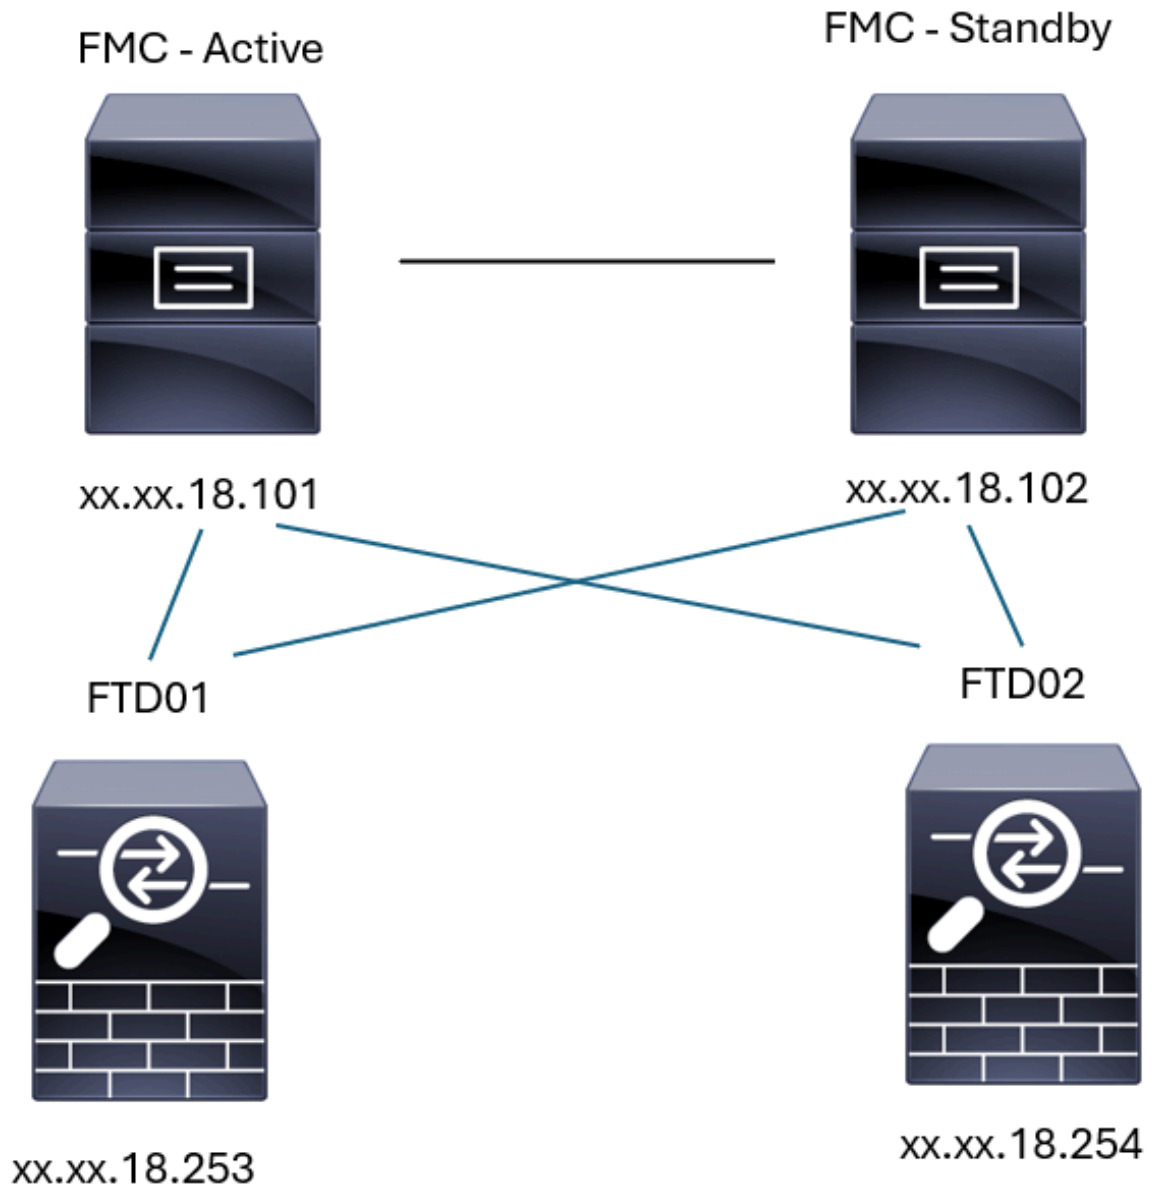 FMC - Active
FMC - Standby
xx.xx.18.101
xx.xx.18.102
FTD01
FTD02
xx.xx.18.253
xx.xx.18.254